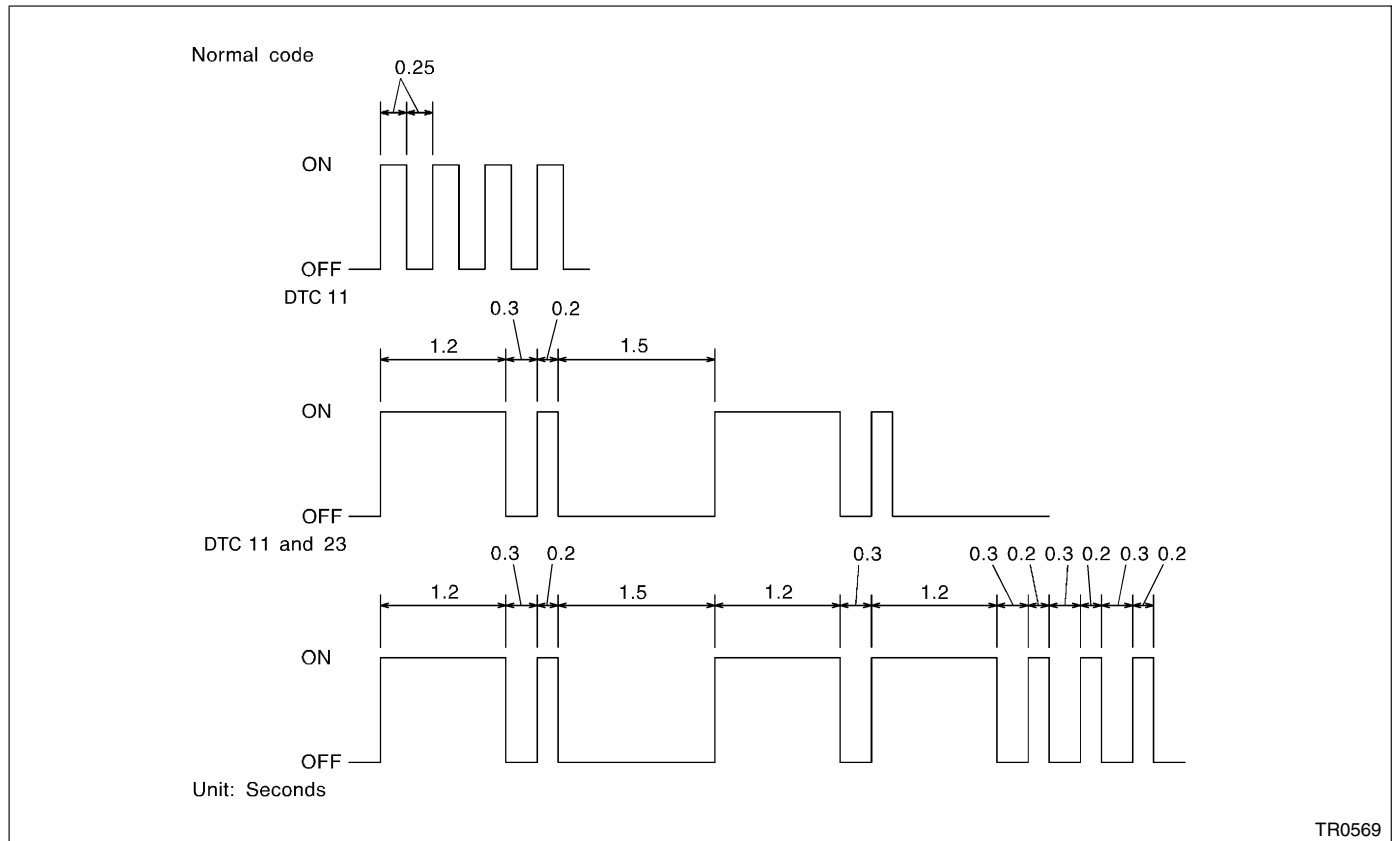 Normal code
0.25
ON
OFF
DTC 11
0.3 0.2
1.2 1.5
ON
OFF
DTC 11 and 23
0.3 0.2 0.3 0.3 0.2 0.3 0.2 0.3 0.2
1.2 1.5 1.2 1.2
ON
OFF
Unit: Seconds
TR0569